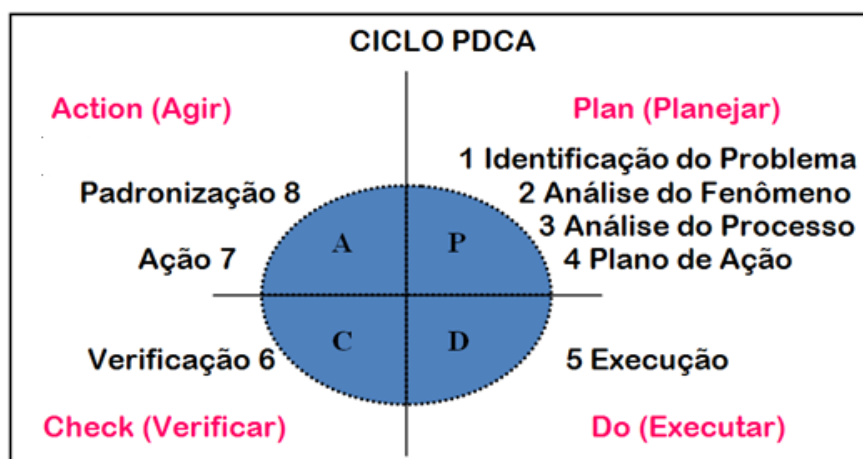 CICLO PDCA
Action (Agir)
Plan (Planejar)
1 Identificação do Problema
2 Análise do Fenômeno
3 Análise do Processo
4 Plano de Ação
Padronização 8
Ação 7
A
P
C
D
Verificação 6
5 Execução
Check (Verificar)
Do (Executar)